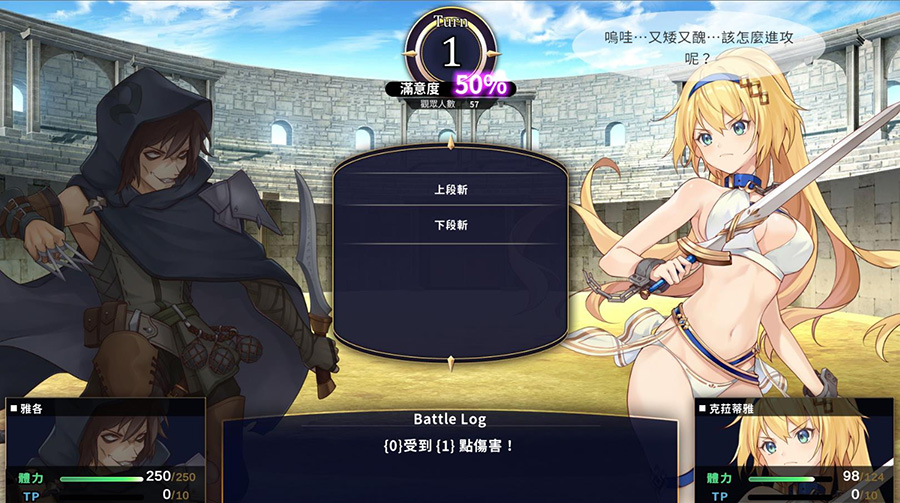 Turn
1
嗚哇…又矮又醜…該怎麼進攻
呢？
滿意度 50%
觀眾人數 57
上段斬
下段斬
■雅各
■克菈蒂雅
Battle Log
{0}受到 {1} 點傷害！
體力 250/250
TP 0/10
體力 98/124
TP 0/10